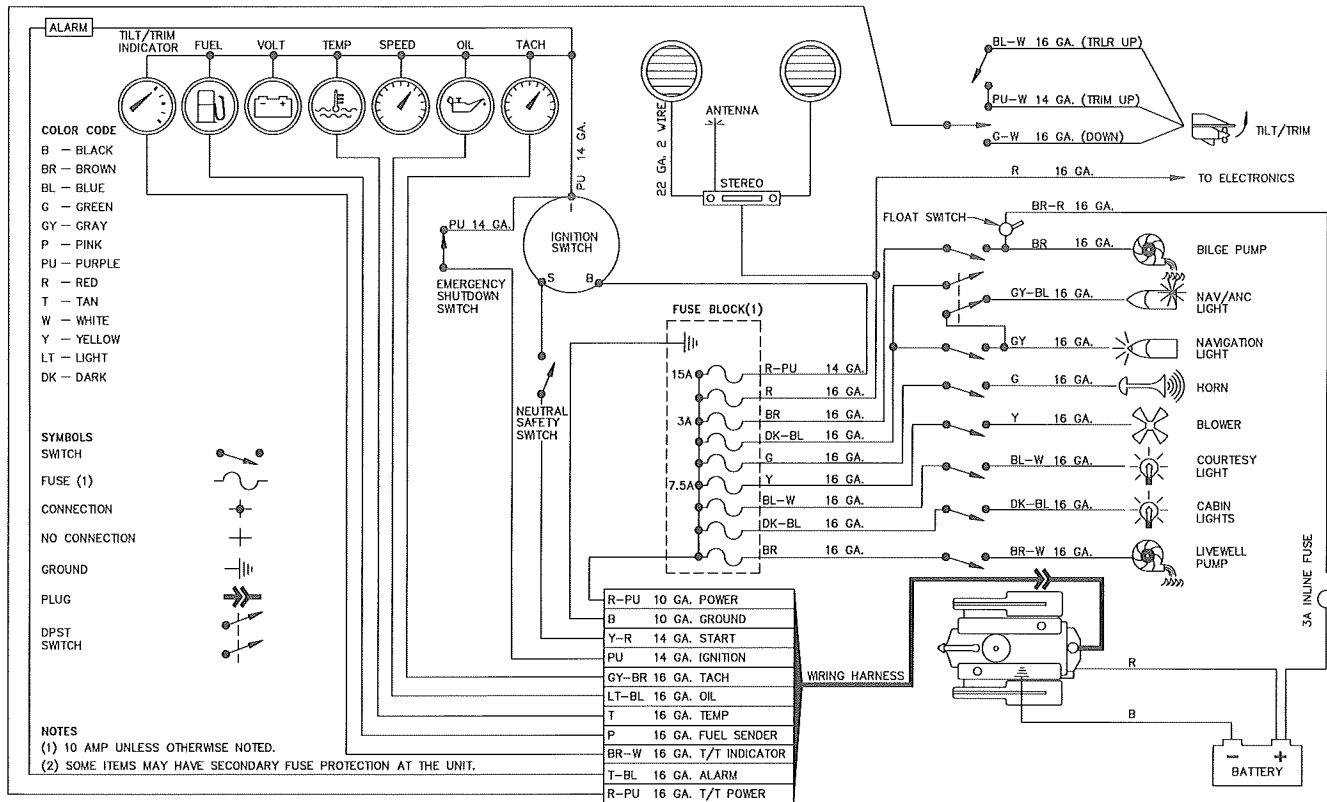 ALARM
TILT/TRIM
INDICATOR
FUEL
VOLT
TEMP
SPEED
OIL
TACH
COLOR CODE
B — BLACK
BR — BROWN
BL — BLUE
G — GREEN
GY — GRAY
P — PINK
PU — PURPLE
R — RED
T — TAN
W — WHITE
Y — YELLOW
LT — LIGHT
DK — DARK
SYMBOLS
SWITCH
FUSE (1)
CONNECTION
NO CONNECTION
GROUND
PLUG
DPST
SWITCH
NOTES
(1) 10 AMP UNLESS OTHERWISE NOTED.
(2) SOME ITEMS MAY HAVE SECONDARY FUSE PROTECTION AT THE UNIT.
PU 14 GA.
PU 14 GA.
I
IGNITION
SWITCH
S
B
EMERGENCY
SHUTDOWN
SWITCH
NEUTRAL
SAFETY
SWITCH
22 GA. 2 WIRE
ANTENNA
STEREO
FUSE BLOCK(1)
15A
R-PU 14 GA.
R 16 GA.
3A
BR 16 GA.
DK-BL 16 GA.
G 16 GA.
7.5A
Y 16 GA.
BL-W 16 GA.
DK-BL 16 GA.
BR 16 GA.
BL-W 16 GA. (TRLR UP)
PU-W 14 GA. (TRIM UP)
G-W 16 GA. (DOWN)
TILT/TRIM
R 16 GA.
TO ELECTRONICS
BR-R 16 GA.
FLOAT SWITCH
BR 16 GA.
BILGE PUMP
GY-BL 16 GA.
NAV/ANC
LIGHT
GY 16 GA.
NAVIGATION
LIGHT
G 16 GA.
HORN
Y 16 GA.
BLOWER
BL-W 16 GA.
COURTESY
LIGHT
DK-BL 16 GA.
CABIN
LIGHTS
BR-W 16 GA.
LIVEWELL
PUMP
3A INLINE FUSE
R-PU 10 GA. POWER
B 10 GA. GROUND
Y-R 14 GA. START
PU 14 GA. IGNITION
GY-BR 16 GA. TACH
LT-BL 16 GA. OIL
T 16 GA. TEMP
P 16 GA. FUEL SENDER
BR-W 16 GA. T/T INDICATOR
T-BL 16 GA. ALARM
R-PU 16 GA. T/T POWER
WIRING HARNESS
R
B
— +
BATTERY